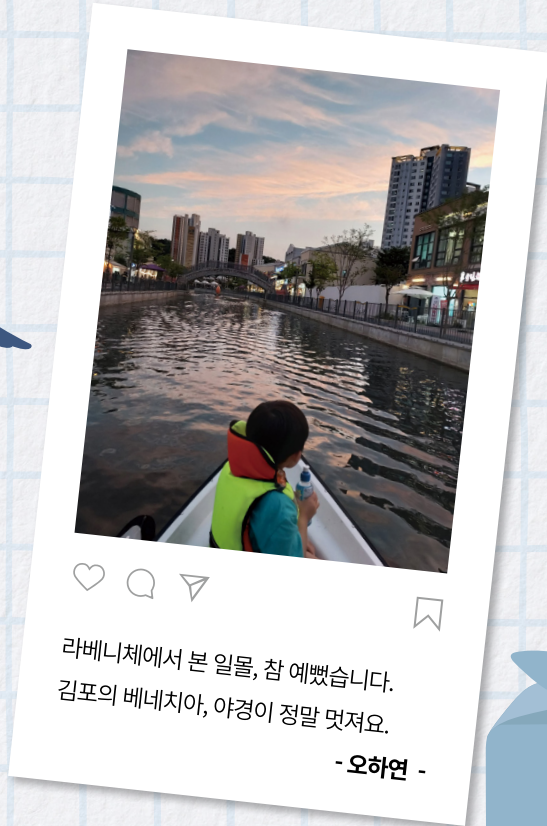 라베니체에서 본 일몰, 참 예뻤습니다.
김포의 베네치아, 야경이 정말 멋져요.
- 오하연 -